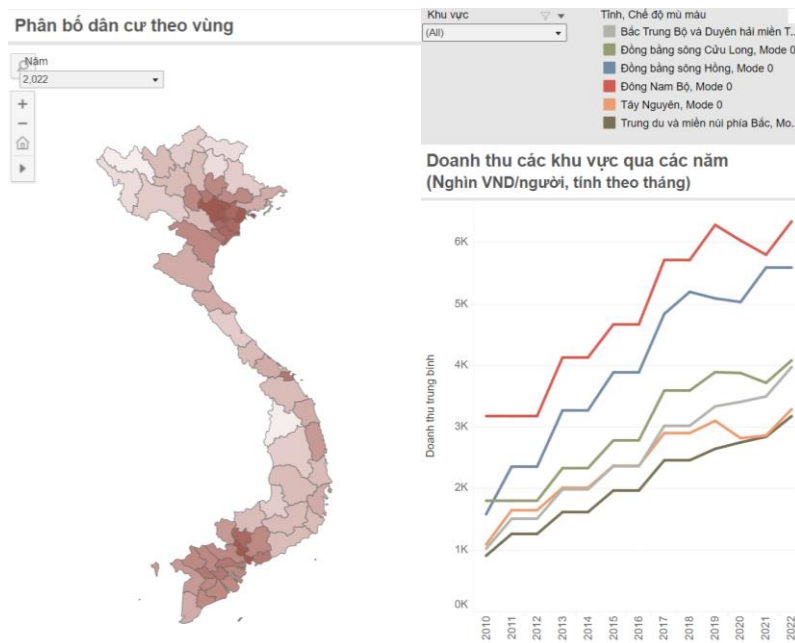 Phân bố dân cư theo vùng
Năm
2,022
Khu vực
(All)
Tỉnh, Chế độ mù màu
Bắc Trung Bộ và Duyên hải miền T...
Đồng bằng sông Cửu Long, Mode 0
Đồng bằng sông Hồng, Mode 0
Đông Nam Bộ, Mode 0
Tây Nguyên, Mode 0
Trung du và miền núi phía Bắc, Mo...
Doanh thu các khu vực qua các năm
(Nghìn VND/người, tính theo tháng)
Doanh thu trung bình
6K
5K
4K
3K
2K
1K
0K
2010
2011
2012
2013
2014
2015
2016
2017
2018
2019
2020
2021
2022